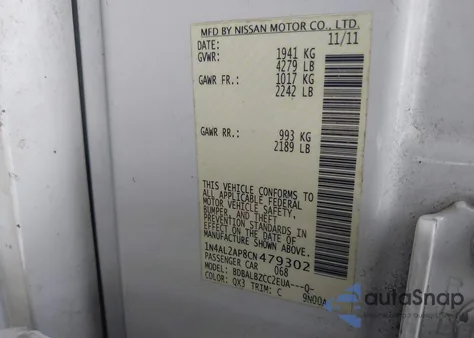 MFD BY NISSAN MOTOR CO., LTD.
DATE: 11/11
GVWR: 1941 KG
4279 LB
GAWR FR.: 1017 KG
2242 LB
GAWR RR.: 993 KG
2189 LB
THIS VEHICLE CONFORMS TO
ALL APPLICABLE FEDERAL
MOTOR VEHICLE SAFETY,
BUMPER, AND THEFT
PREVENTION STANDARDS IN
EFFECT ON THE DATE OF
MANUFACTURE SHOWN ABOVE.
1N4AL2AP8CN479302
PASSENGER CAR 068
MODEL: BDBALBZCC2EUA---Q-
COLOR: QX3 TRIM: C 9N00A
autoSnap